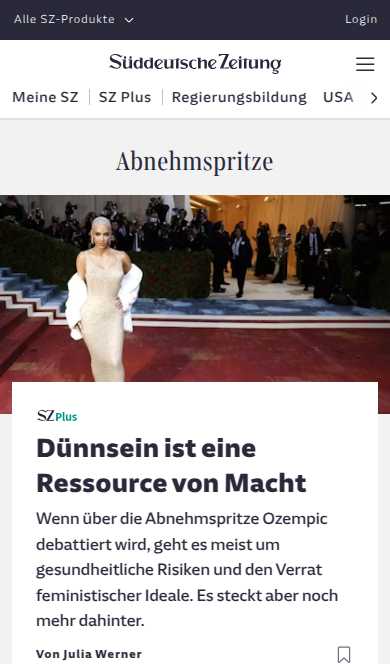 Alle SZ-Produkte
Login
Süddeutsche Zeitung
Meine SZ
SZ Plus
Regierungsbildung
USA
Abnehmspritze
SZPlus
Dünnsein ist eine
Ressource von Macht
Wenn über die Abnehmspritze Ozempic
debattiert wird, geht es meist um
gesundheitliche Risiken und den Verrat
feministischer Ideale. Es steckt aber noch
mehr dahinter.
Von Julia Werner